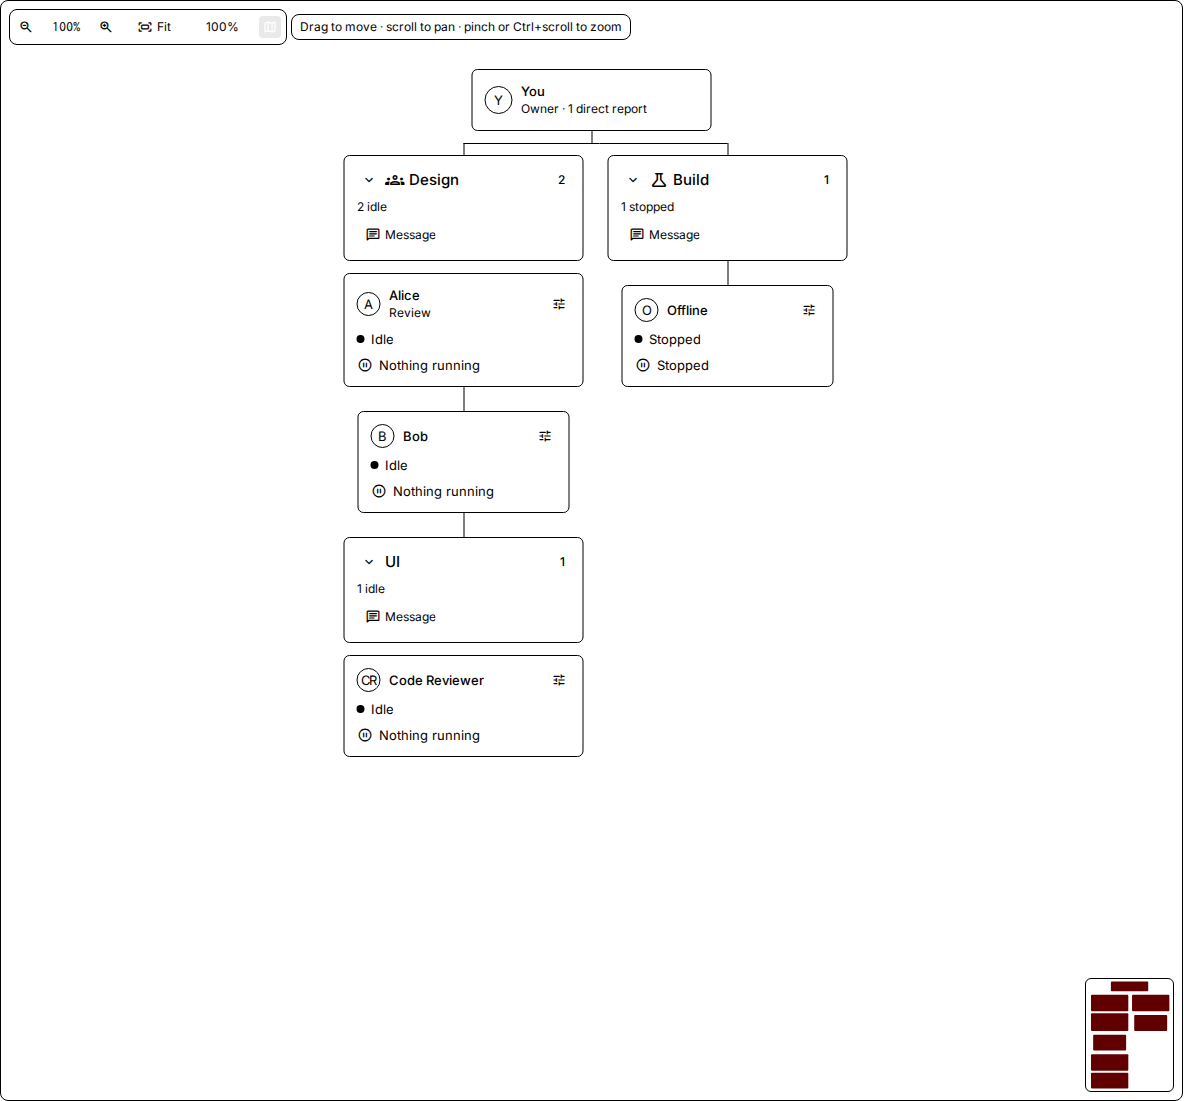 100%
Fit
100%
Drag to move · scroll to pan · pinch or Ctrl+scroll to zoom
Y
You
Owner · 1 direct report
Design
2
2 idle
Message
Build
1
1 stopped
Message
A
Alice
Review
Idle
Nothing running
O
Offline
Stopped
Stopped
B
Bob
Idle
Nothing running
UI
1
1 idle
Message
CR
Code Reviewer
Idle
Nothing running